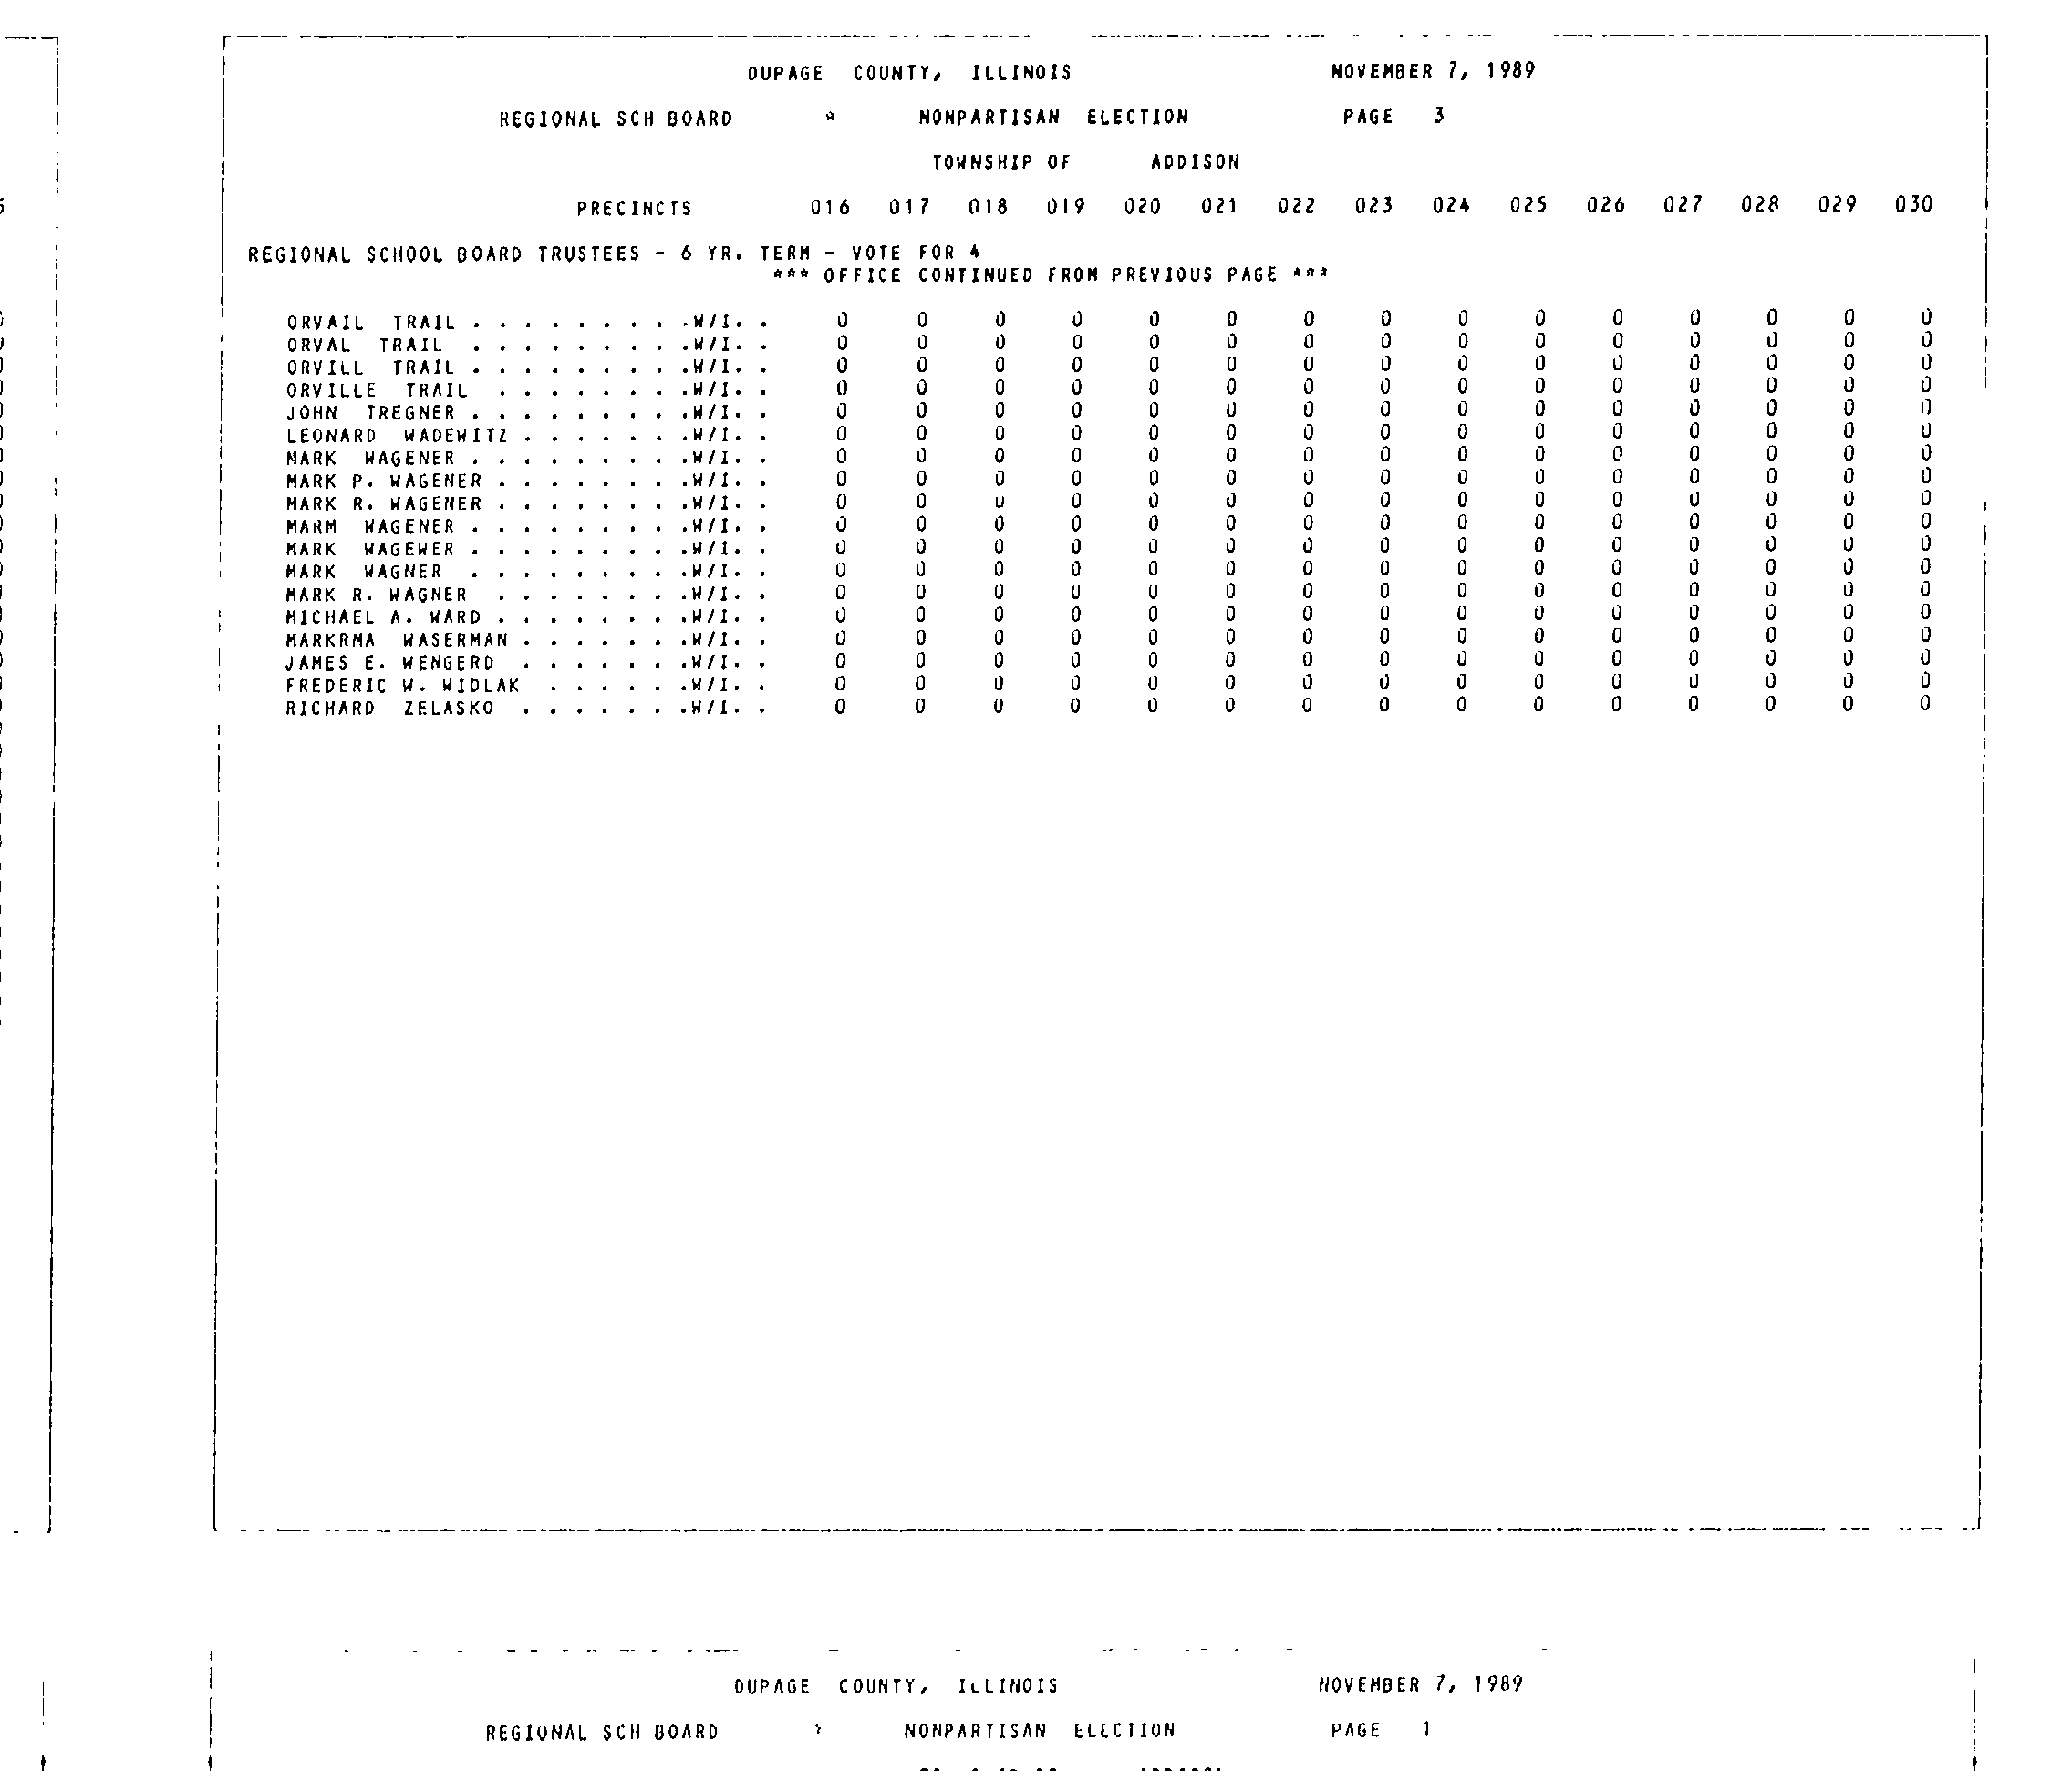 DUPAGE COUNTY, ILLINOIS NOVEMBER 7, 1989
REGIONAL SCH BOARD * NONPARTISAN ELECTION PAGE 3
TOWNSHIP OF ADDISON
PRECINCTS 016 017 018 019 020 021 022 023 024 025 026 027 028 029 030
REGIONAL SCHOOL BOARD TRUSTEES - 6 YR. TERM - VOTE FOR 4
*** OFFICE CONTINUED FROM PREVIOUS PAGE ***
ORVAIL TRAIL . . . . . . . . .W/I. . 0 0 0 0 0 0 0 0 0 0 0 0 0 0 0
ORVAL TRAIL . . . . . . . . .W/I. . 0 0 0 0 0 0 0 0 0 0 0 0 0 0 0
ORVILL TRAIL . . . . . . . . .W/I. . 0 0 0 0 0 0 0 0 0 0 0 0 0 0 0
ORVILLE TRAIL . . . . . . . .W/I. . 0 0 0 0 0 0 0 0 0 0 0 0 0 0 0
JOHN TREGNER . . . . . . . . .W/I. . 0 0 0 0 0 0 0 0 0 0 0 0 0 0 0
LEONARD WADEWITZ . . . . . . .W/I. . 0 0 0 0 0 0 0 0 0 0 0 0 0 0 0
MARK WAGENER . . . . . . . . .W/I. . 0 0 0 0 0 0 0 0 0 0 0 0 0 0 0
MARK P. WAGENER . . . . . . . .W/I. . 0 0 0 0 0 0 0 0 0 0 0 0 0 0 0
MARK R. WAGENER . . . . . . . .W/I. . 0 0 0 0 0 0 0 0 0 0 0 0 0 0 0
MARM WAGENER . . . . . . . . .W/I. . 0 0 0 0 0 0 0 0 0 0 0 0 0 0 0
MARK WAGEWER . . . . . . . . .W/I. . 0 0 0 0 0 0 0 0 0 0 0 0 0 0 0
MARK WAGNER . . . . . . . . .W/I. . 0 0 0 0 0 0 0 0 0 0 0 0 0 0 0
MARK R. WAGNER . . . . . . . .W/I. . 0 0 0 0 0 0 0 0 0 0 0 0 0 0 0
MICHAEL A. WARD . . . . . . . .W/I. . 0 0 0 0 0 0 0 0 0 0 0 0 0 0 0
MARKRMA WASERMAN . . . . . . .W/I. . 0 0 0 0 0 0 0 0 0 0 0 0 0 0 0
JAMES E. WENGERD . . . . . . .W/I. . 0 0 0 0 0 0 0 0 0 0 0 0 0 0 0
FREDERIC W. WIDLAK . . . . . .W/I. . 0 0 0 0 0 0 0 0 0 0 0 0 0 0 0
RICHARD ZELASKO . . . . . . .W/I. . 0 0 0 0 0 0 0 0 0 0 0 0 0 0 0
DUPAGE COUNTY, ILLINOIS NOVEMBER 7, 1989
REGIONAL SCH BOARD * NONPARTISAN ELECTION PAGE 1